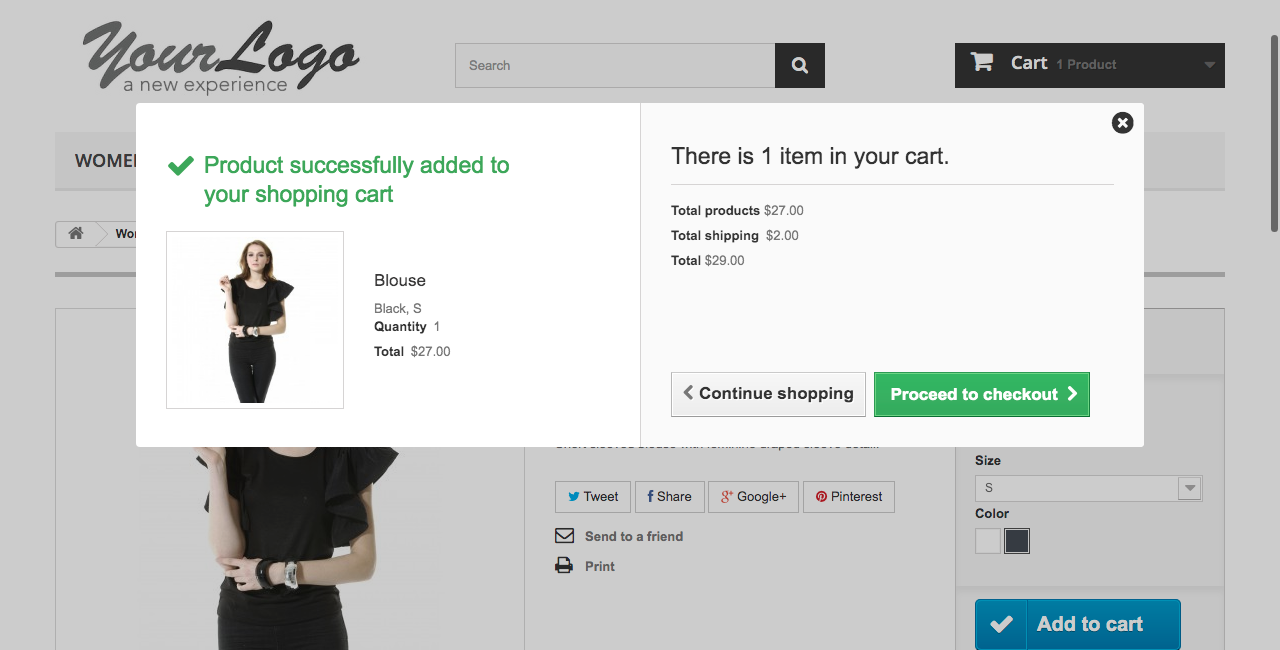 YourLogo
a new experience
Search
Cart 1 Product
WOMEN
Product successfully added to
your shopping cart
Blouse
Black, S
Quantity 1
Total $27.00
There is 1 item in your cart.
Total products $27.00
Total shipping $2.00
Total $29.00
Continue shopping
Proceed to checkout
Tweet
Share
Google+
Pinterest
Send to a friend
Print
Size
S
Color
Add to cart